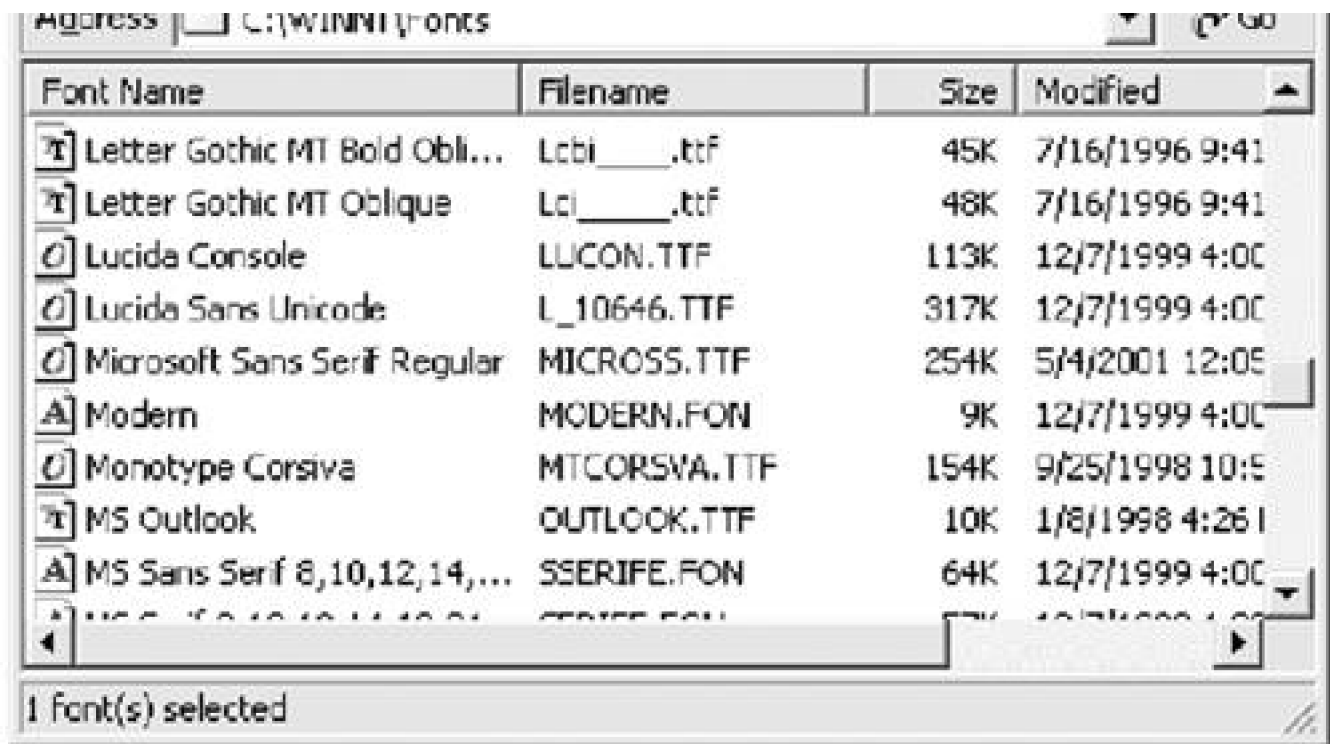 Address C:\WINNT\Fonts Go
Font Name Filename Size Modified
Letter Gothic MT Bold Obli... Lcbi____.ttf 45K 7/16/1996 9:41
Letter Gothic MT Oblique Lci_____.ttf 48K 7/16/1996 9:41
Lucida Console LUCON.TTF 113K 12/7/1999 4:00
Lucida Sans Unicode L_10646.TTF 317K 12/7/1999 4:00
Microsoft Sans Serif Regular MICROSS.TTF 254K 5/4/2001 12:05
Modern MODERN.FON 9K 12/7/1999 4:00
Monotype Corsiva MTCORSVA.TTF 154K 9/25/1998 10:5
MS Outlook OUTLOOK.TTF 10K 1/8/1998 4:26
MS Sans Serif 8,10,12,14,... SSERIFE.FON 64K 12/7/1999 4:00
1 font(s) selected